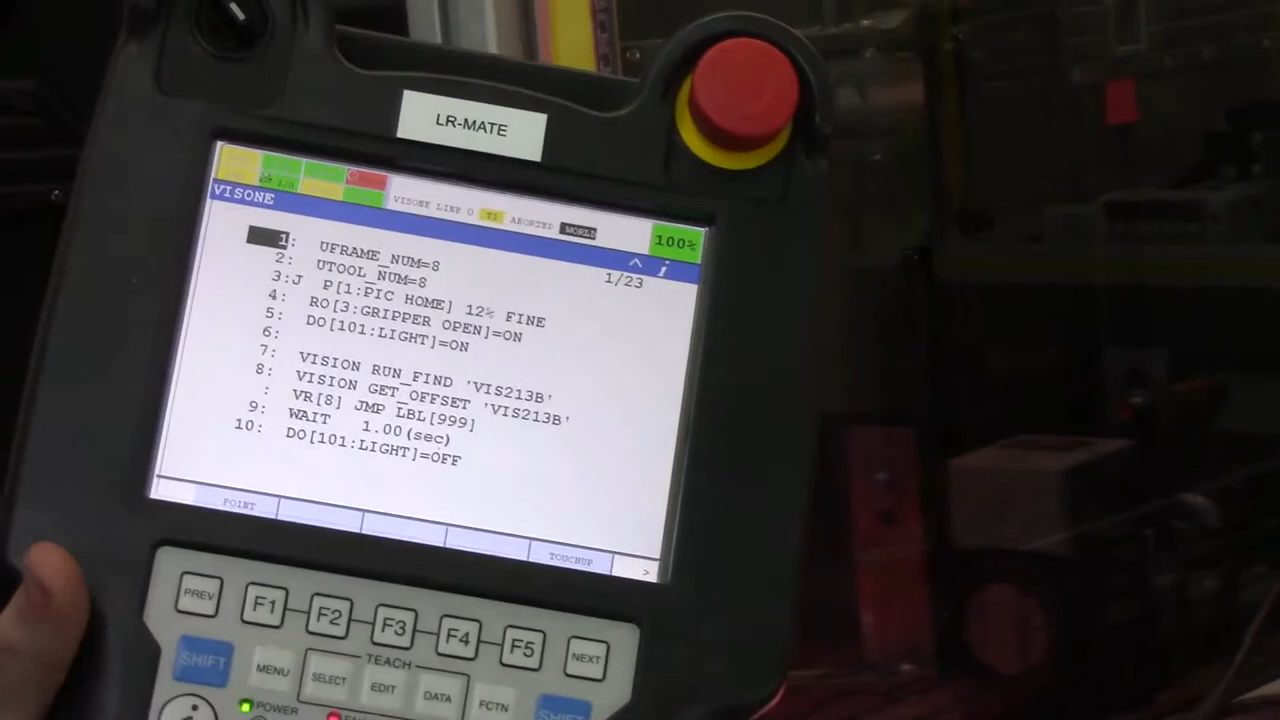 LR-MATE
I/O
VISONE LINE 0 T1 ABORTED WORLD
100%
VISONE
1/23
1: UFRAME_NUM=8
2: UTOOL_NUM=8
3:J P[1:PIC HOME] 12% FINE
4: RO[3:GRIPPER OPEN]=ON
5: DO[101:LIGHT]=ON
6:
7: VISION RUN_FIND 'VIS213B'
8: VISION GET_OFFSET 'VIS213B'
: VR[8] JMP LBL[999]
9: WAIT 1.00(sec)
10: DO[101:LIGHT]=OFF
POINT TOUCHUP >
PREV F1 F2 F3 F4 F5 NEXT
TEACH
SHIFT MENU SELECT EDIT DATA FCTN SHIFT
i POWER